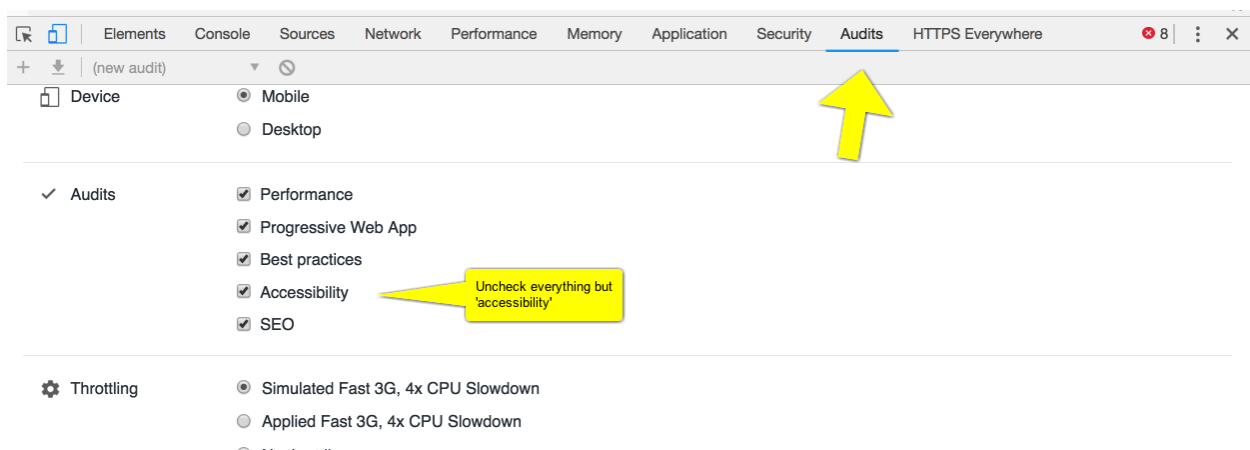 Elements Console Sources Network Performance Memory Application Security Audits HTTPS Everywhere 8
(new audit)
Device Mobile
Desktop
Audits Performance
Progressive Web App
Best practices
Accessibility
Uncheck everything but
'accessibility'
SEO
Throttling Simulated Fast 3G, 4x CPU Slowdown
Applied Fast 3G, 4x CPU Slowdown